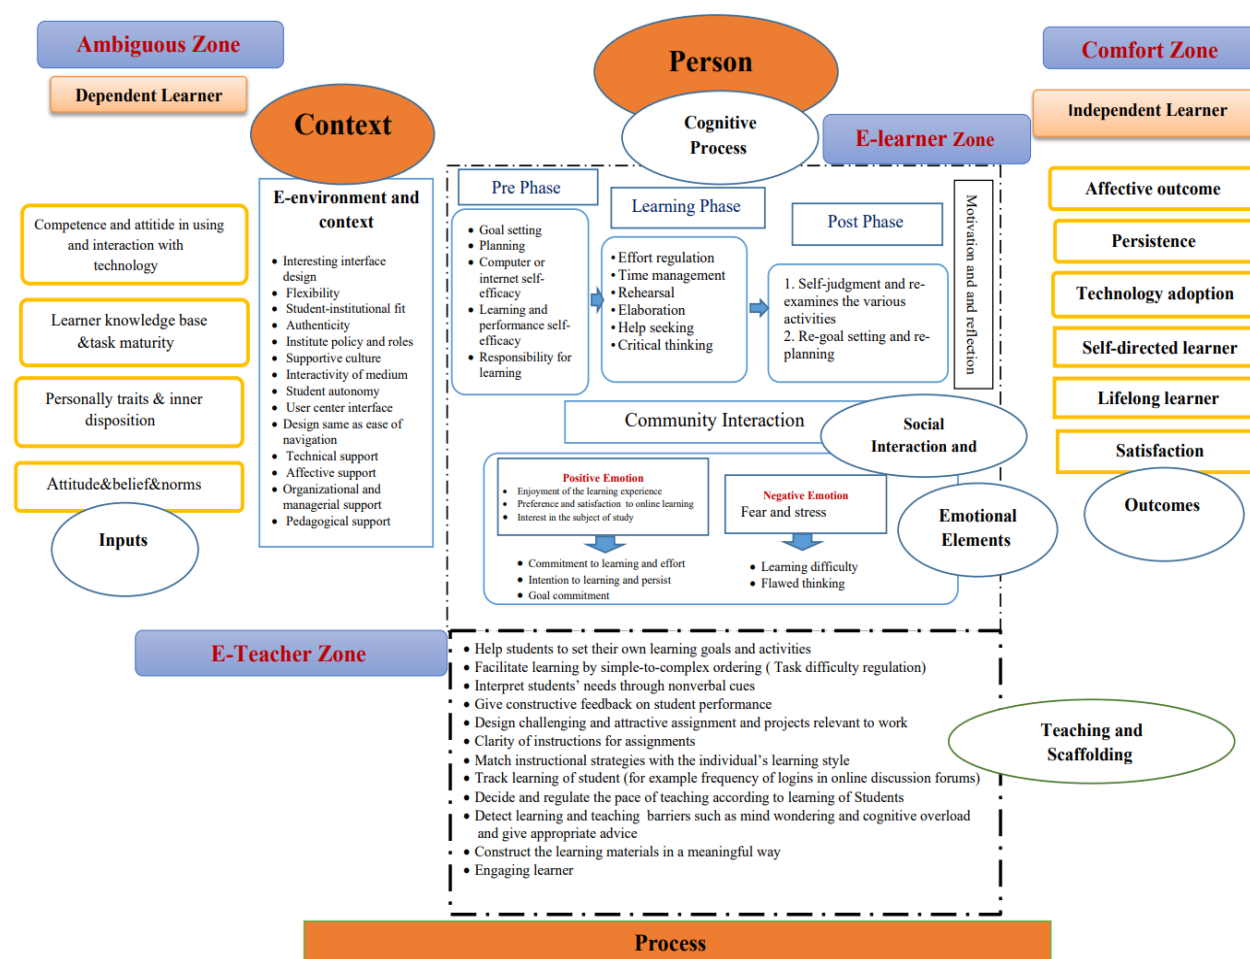 Ambiguous Zone
Dependent Learner
Competence and attitide in using
and interaction with
technology
Learner knowledge base
&task maturity
Personally traits & inner
disposition
Attitude&belief&norms
Inputs
Context
E-environment and
context
• Interesting interface
design
• Flexibility
• Student-institutional fit
• Authenticity
• Institute policy and roles
• Supportive culture
• Interactivity of medium
• Student autonomy
• User center interface
• Design same as ease of
navigation
• Technical support
• Affective support
• Organizational and
managerial support
• Pedagogical support
Person
Cognitive
Process
E-learner Zone
Pre Phase
• Goal setting
• Planning
• Computer or
internet self-
efficacy
• Learning and
performance self-
efficacy
• Responsibility for
learning
Learning Phase
• Effort regulation
• Time management
• Rehearsal
• Elaboration
• Help seeking
• Critical thinking
Post Phase
1. Self-judgment and re-
examines the various
activities
2. Re-goal setting and re-
planning
Motivation and and reflection
Community Interaction
Social
Interaction and
Positive Emotion
• Enjoyment of the learning experience
• Preference and satisfaction to online learning
• Interest in the subject of study
• Commitment to learning and effort
• Intention to learning and persist
• Goal commitment
Negative Emotion
Fear and stress
• Learning difficulty
• Flawed thinking
Emotional
Elements
Comfort Zone
Independent Learner
Affective outcome
Persistence
Technology adoption
Self-directed learner
Lifelong learner
Satisfaction
Outcomes
E-Teacher Zone
• Help students to set their own learning goals and activities
• Facilitate learning by simple-to-complex ordering ( Task difficulty regulation)
• Interpret students’ needs through nonverbal cues
• Give constructive feedback on student performance
• Design challenging and attractive assignment and projects relevant to work
• Clarity of instructions for assignments
• Match instructional strategies with the individual’s learning style
• Track learning of student (for example frequency of logins in online discussion forums)
• Decide and regulate the pace of teaching according to learning of Students
• Detect learning and teaching barriers such as mind wondering and cognitive overload
and give appropriate advice
• Construct the learning materials in a meaningful way
• Engaging learner
Teaching and
Scaffolding
Process